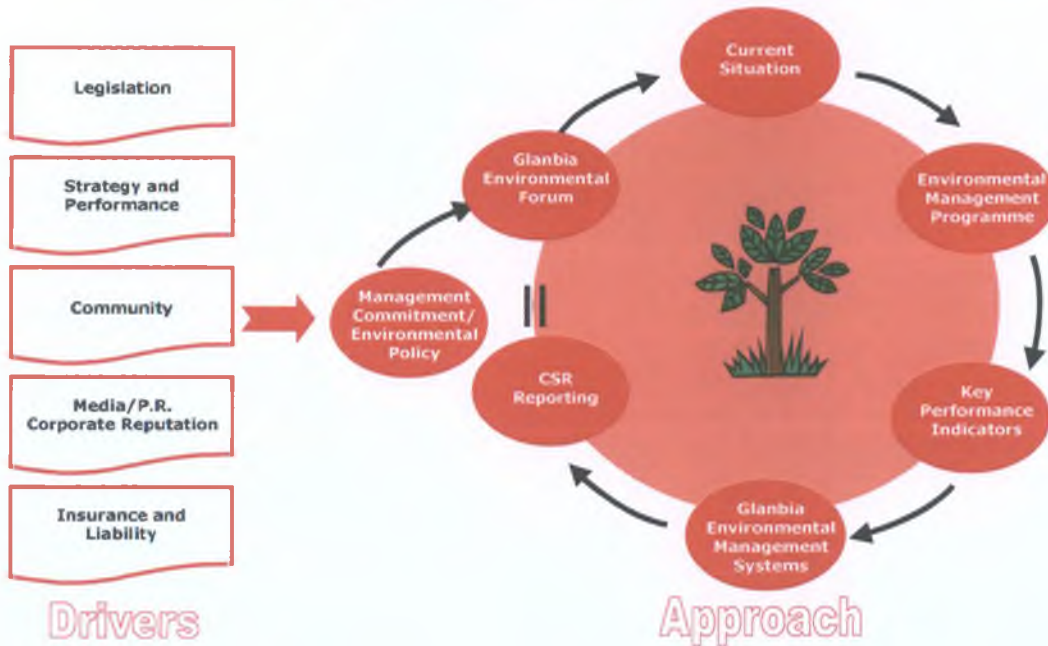 Legislation
Strategy and
Performance
Community
Media/P.R.
Corporate Reputation
Insurance and
Liability
Drivers
Management
Commitment/
Environmental
Policy
Glanbia
Environmental
Forum
Current
Situation
Environmental
Management
Programme
Key
Performance
Indicators
Glanbia
Environmental
Management
Systems
CSR
Reporting
Approach